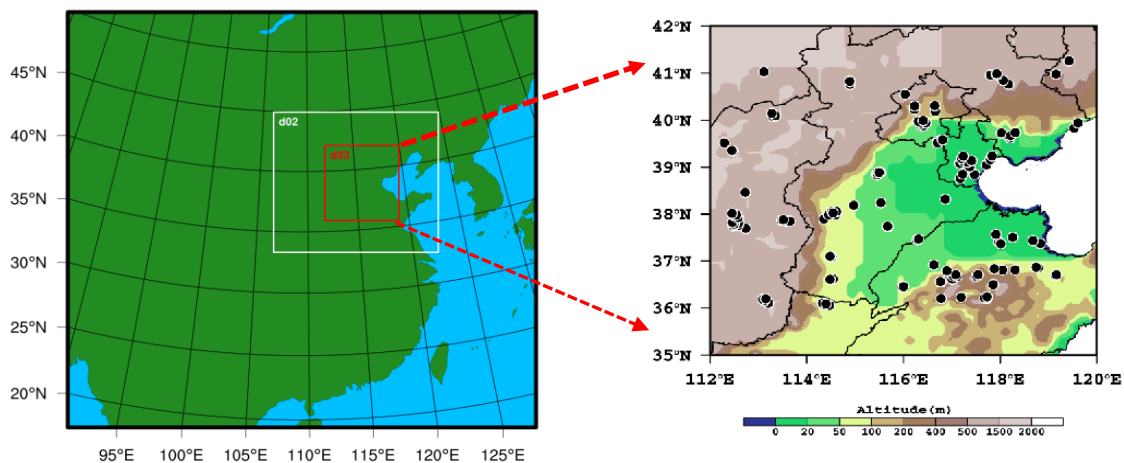 45°N
40°N
35°N
30°N
25°N
20°N
95°E
100°E
105°E
110°E
115°E
120°E
125°E
d02
d03
42°N
41°N
40°N
39°N
38°N
37°N
36°N
35°N
112°E
114°E
116°E
118°E
120°E
Altitude(m)
0
20
50
100
200
400
500
1500
2000